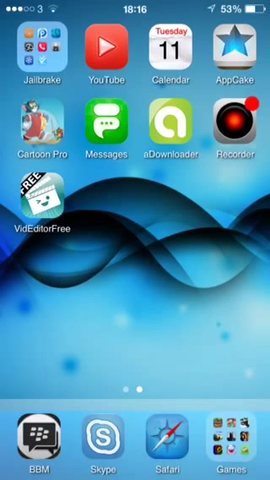 3 18:16 53%
Tuesday
11
Jailbrake YouTube Calendar AppCake
Cartoon Pro Messages aDownloader Recorder
FREE
VidEditorFree
BBM Skype Safari Games